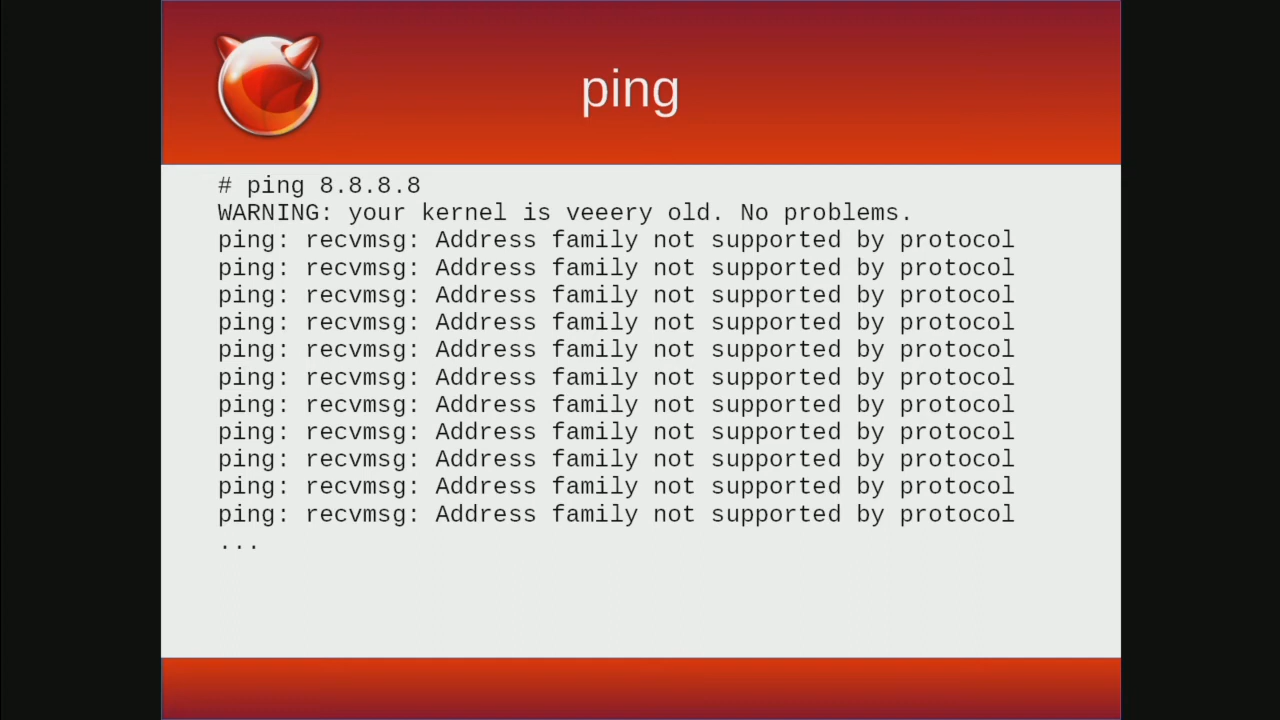 ping
# ping 8.8.8.8
WARNING: your kernel is veeery old. No problems.
ping: recvmsg: Address family not supported by protocol
ping: recvmsg: Address family not supported by protocol
ping: recvmsg: Address family not supported by protocol
ping: recvmsg: Address family not supported by protocol
ping: recvmsg: Address family not supported by protocol
ping: recvmsg: Address family not supported by protocol
ping: recvmsg: Address family not supported by protocol
ping: recvmsg: Address family not supported by protocol
ping: recvmsg: Address family not supported by protocol
ping: recvmsg: Address family not supported by protocol
ping: recvmsg: Address family not supported by protocol
...